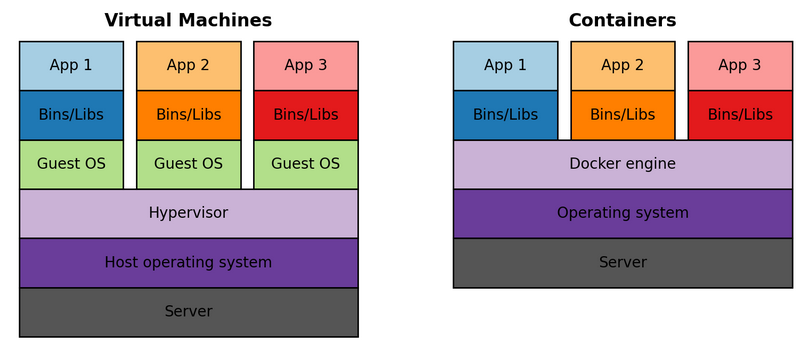 Virtual Machines
App 1 App 2 App 3
Bins/Libs Bins/Libs Bins/Libs
Guest OS Guest OS Guest OS
Hypervisor
Host operating system
Server
Containers
App 1 App 2 App 3
Bins/Libs Bins/Libs Bins/Libs
Docker engine
Operating system
Server